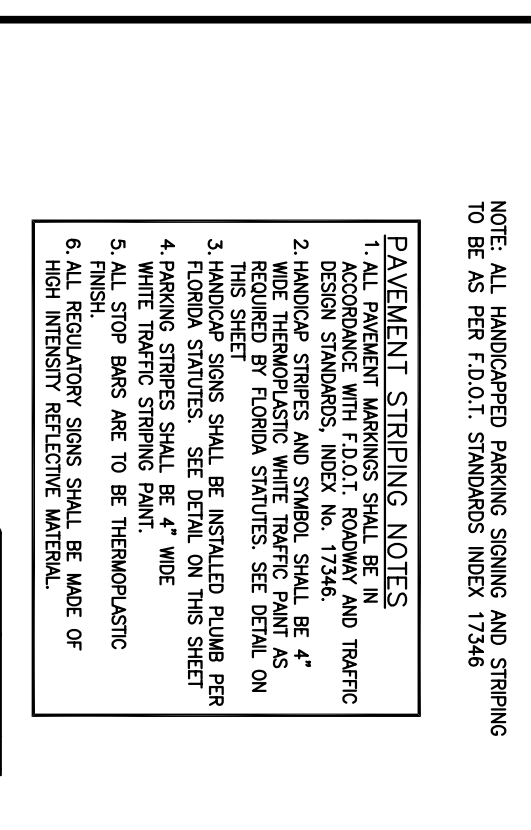 NOTE: ALL HANDICAPPED PARKING SIGNING AND STRIPING
TO BE AS PER F.D.O.T. STANDARDS INDEX 17346
PAVEMENT STRIPING NOTES
1. ALL PAVEMENT MARKINGS SHALL BE IN
ACCORDANCE WITH F.D.O.T. ROADWAY AND TRAFFIC
DESIGN STANDARDS, INDEX No. 17346.
2. HANDICAP STRIPES AND SYMBOL SHALL BE 4"
WIDE THERMOPLASTIC WHITE TRAFFIC PAINT AS
REQUIRED BY FLORIDA STATUTES. SEE DETAIL ON
THIS SHEET
3. HANDICAP SIGNS SHALL BE INSTALLED PLUMB PER
FLORIDA STATUTES. SEE DETAIL ON THIS SHEET
4. PARKING STRIPES SHALL BE 4" WIDE
WHITE TRAFFIC STRIPING PAINT.
5. ALL STOP BARS ARE TO BE THERMOPLASTIC
FINISH.
6. ALL REGULATORY SIGNS SHALL BE MADE OF
HIGH INTENSITY REFLECTIVE MATERIAL.